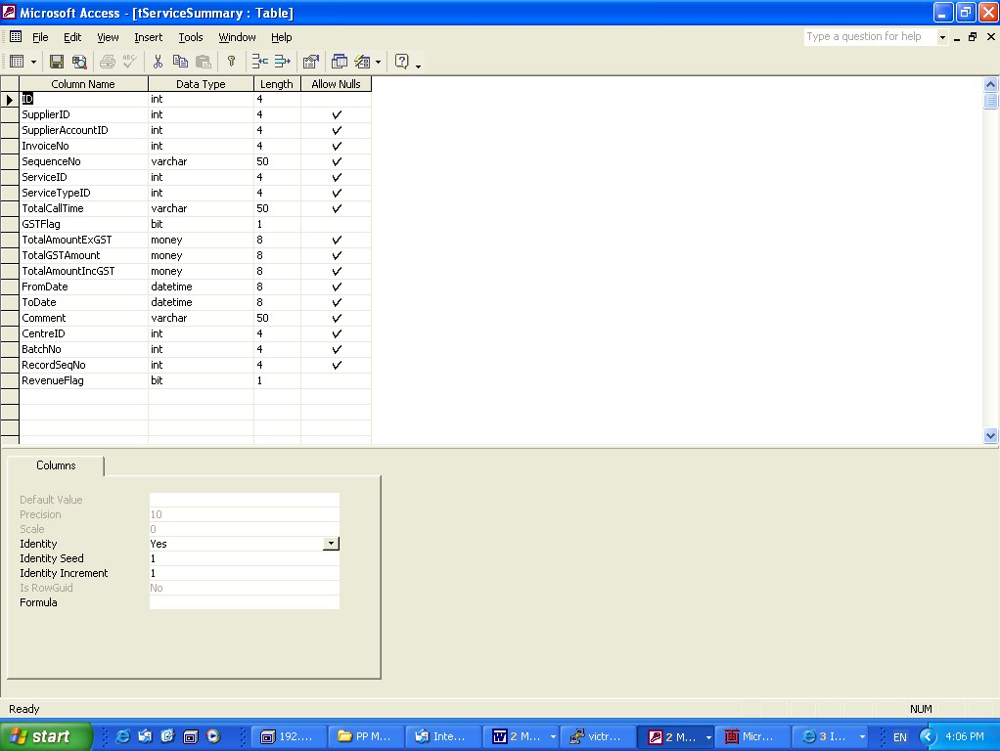 Microsoft Access - [tServiceSummary : Table]
File Edit View Insert Tools Window Help Type a question for help
Column Name Data Type Length Allow Nulls
ID int 4
SupplierID int 4
SupplierAccountID int 4
InvoiceNo int 4
SequenceNo varchar 50
ServiceID int 4
ServiceTypeID int 4
TotalCallTime varchar 50
GSTFlag bit 1
TotalAmountExGST money 8
TotalGSTAmount money 8
TotalAmountIncGST money 8
FromDate datetime 8
ToDate datetime 8
Comment varchar 50
CentreID int 4
BatchNo int 4
RecordSeqNo int 4
RevenueFlag bit 1
Columns
Default Value
Precision 10
Scale 0
Identity Yes
Identity Seed 1
Identity Increment 1
Is RowGuid No
Formula
Ready NUM
start 192.... PP M... Inte... 2 M... victr... 2 M... Micr... 3 I... EN 4:06 PM